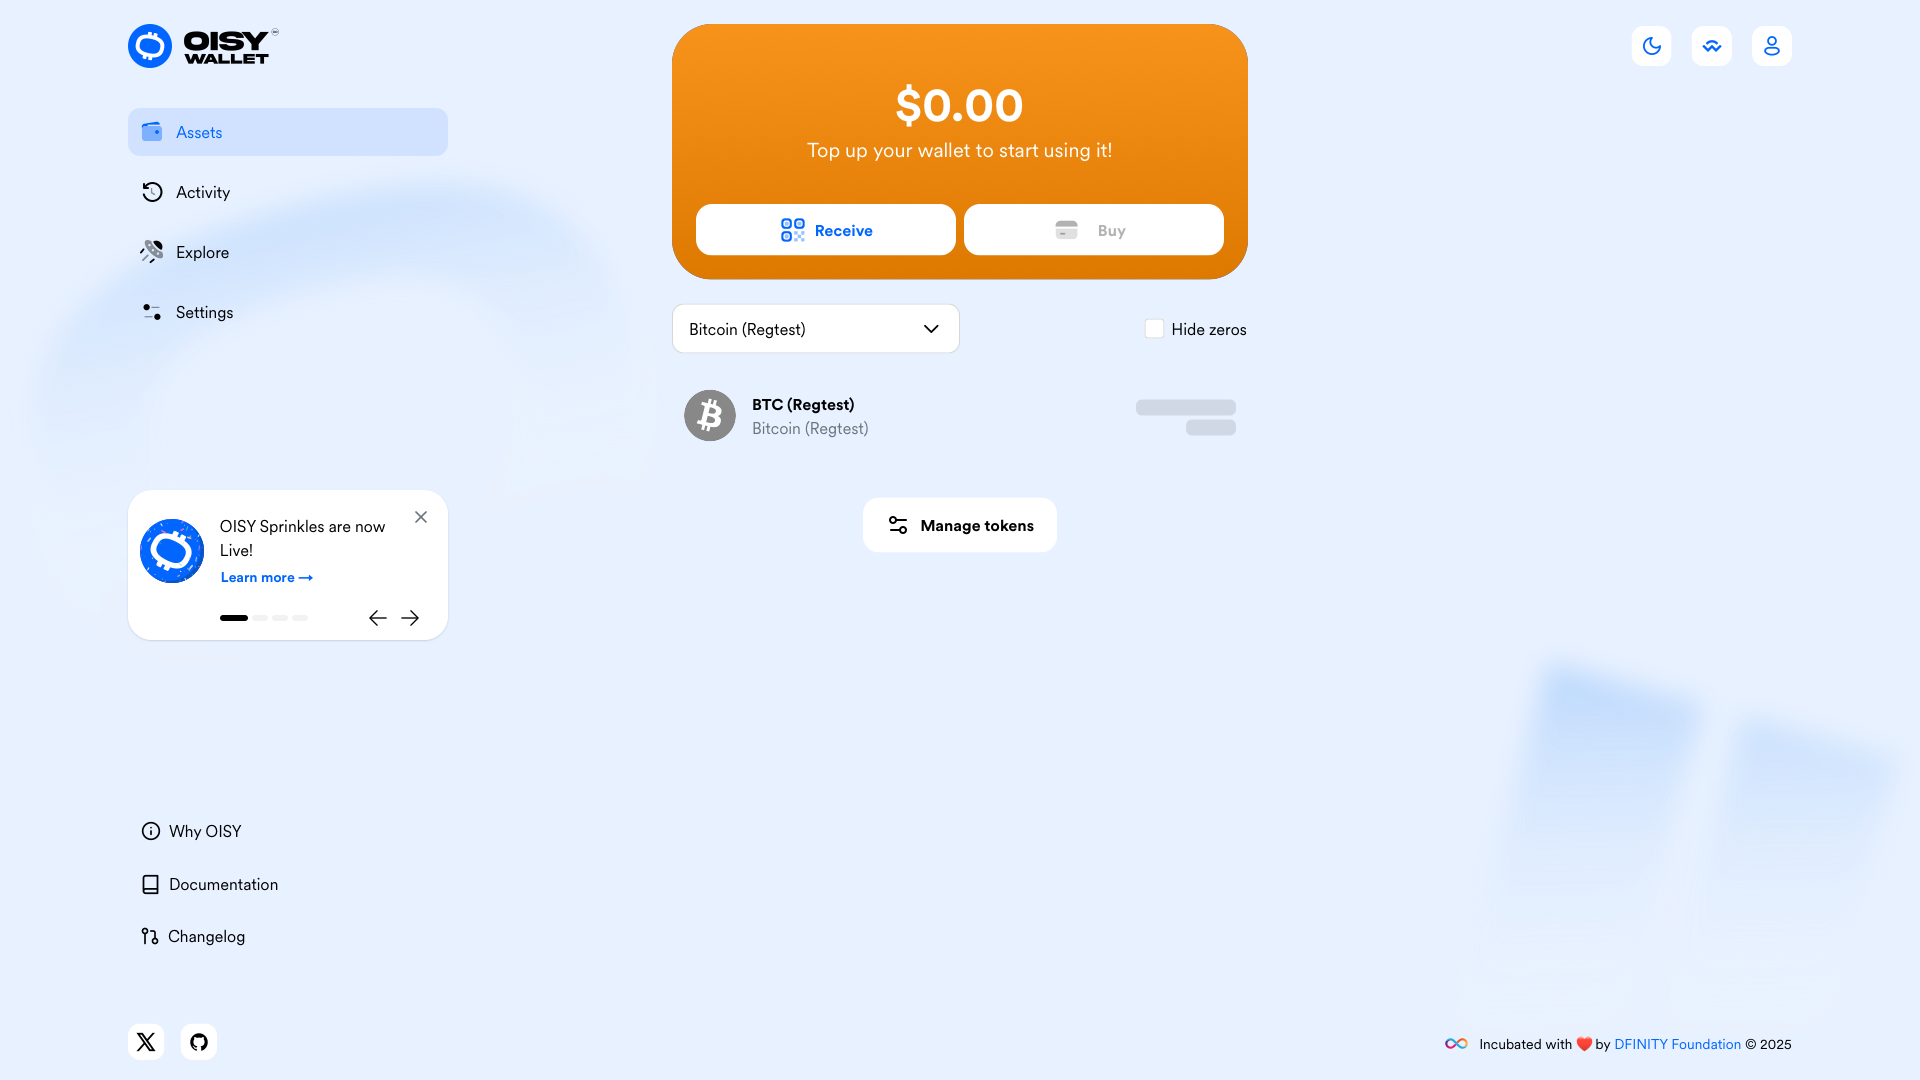 OISY
WALLET
Assets
Activity
Explore
Settings
$0.00
Top up your wallet to start using it!
Receive
Buy
Bitcoin (Regtest)
Hide zeros
BTC (Regtest)
Bitcoin (Regtest)
Manage tokens
OISY Sprinkles are now
Live!
Learn more →
Why OISY
Documentation
Changelog
Incubated with ❤️ by DFINITY Foundation © 2025